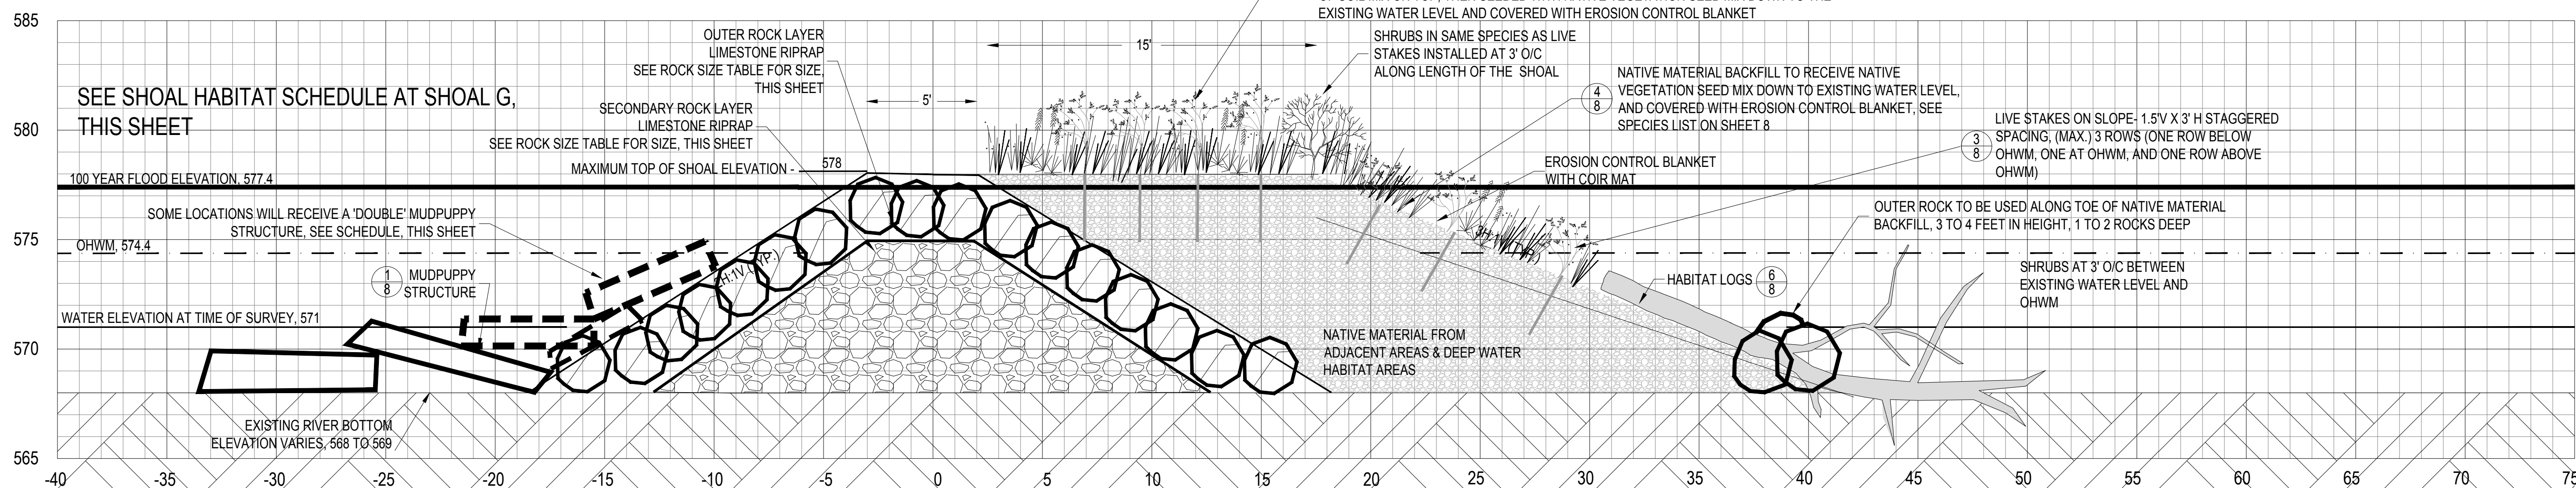 585
580
575
570
565
EXISTING WATER LEVEL AND COVERED WITH EROSION CONTROL BLANKET
OUTER ROCK LAYER
LIMESTONE RIPRAP
SEE ROCK SIZE TABLE FOR SIZE,
THIS SHEET
15'
SHRUBS IN SAME SPECIES AS LIVE
STAKES INSTALLED AT 3' O/C
ALONG LENGTH OF THE SHOAL
SEE SHOAL HABITAT SCHEDULE AT SHOAL G,
THIS SHEET
5'
SECONDARY ROCK LAYER
LIMESTONE RIPRAP
SEE ROCK SIZE TABLE FOR SIZE, THIS SHEET
4
8
NATIVE MATERIAL BACKFILL TO RECEIVE NATIVE
VEGETATION SEED MIX DOWN TO EXISTING WATER LEVEL,
AND COVERED WITH EROSION CONTROL BLANKET, SEE
SPECIES LIST ON SHEET 8
3
8
LIVE STAKES ON SLOPE- 1.5'V X 3' H STAGGERED
SPACING, (MAX.) 3 ROWS (ONE ROW BELOW
OHWM, ONE AT OHWM, AND ONE ROW ABOVE
OHWM)
MAXIMUM TOP OF SHOAL ELEVATION - 578
EROSION CONTROL BLANKET
WITH COIR MAT
100 YEAR FLOOD ELEVATION, 577.4
SOME LOCATIONS WILL RECEIVE A 'DOUBLE' MUDPUPPY
STRUCTURE, SEE SCHEDULE, THIS SHEET
OUTER ROCK TO BE USED ALONG TOE OF NATIVE MATERIAL
BACKFILL, 3 TO 4 FEET IN HEIGHT, 1 TO 2 ROCKS DEEP
OHWM, 574.4
2H:1V (TYP.)
3H:1V (TYP.)
1
8
MUDPUPPY
STRUCTURE
HABITAT LOGS
6
8
SHRUBS AT 3' O/C BETWEEN
EXISTING WATER LEVEL AND
OHWM
WATER ELEVATION AT TIME OF SURVEY, 571
NATIVE MATERIAL FROM
ADJACENT AREAS & DEEP WATER
HABITAT AREAS
EXISTING RIVER BOTTOM
ELEVATION VARIES, 568 TO 569
-40 -35 -30 -25 -20 -15 -10 -5 0 5 10 15 20 25 30 35 40 45 50 55 60 65 70 75